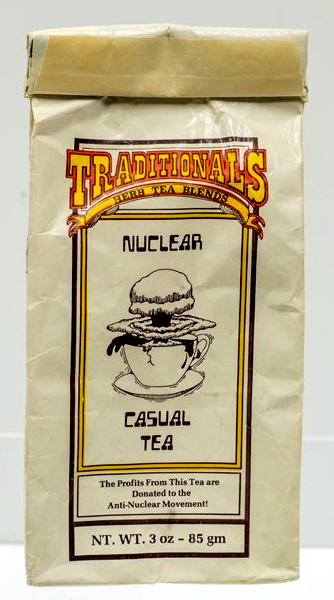 TRADITIONALS
HERB TEA BLENDS
NUCLEAR
CASUAL
TEA
The Profits From This Tea are
Donated to the
Anti-Nuclear Movement!
NT. WT. 3 oz – 85 gm